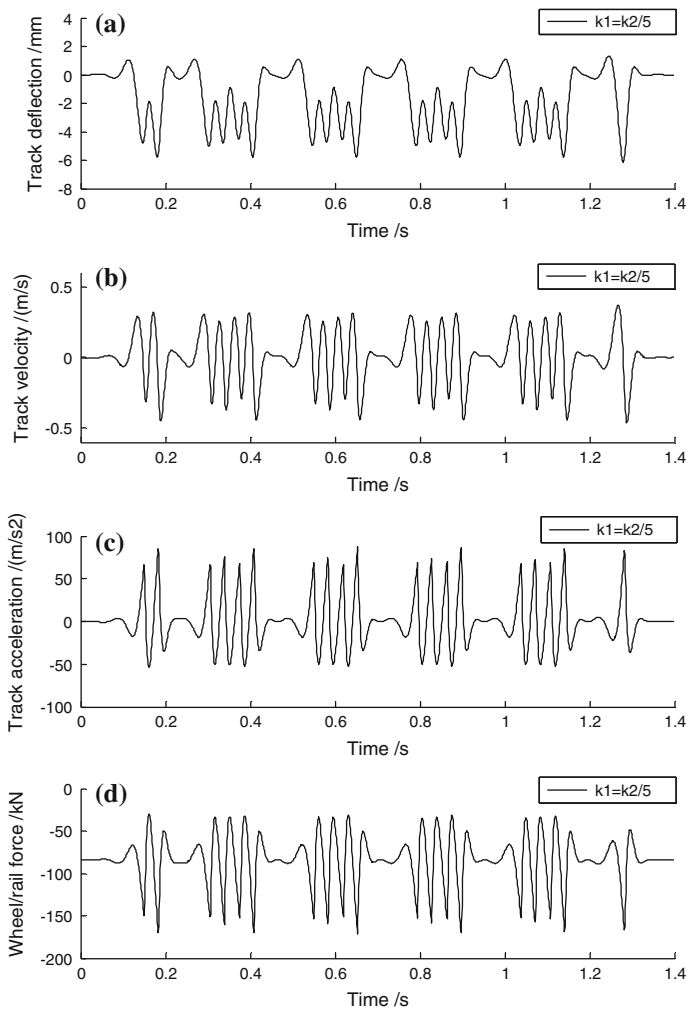 (a)
k1=k2/5
Track deflection /mm
4
2
0
-2
-4
-6
-8
0 0.2 0.4 0.6 0.8 1 1.2 1.4
Time /s
(b)
k1=k2/5
Track velocity /(m/s)
0.5
0
-0.5
0 0.2 0.4 0.6 0.8 1 1.2 1.4
Time /s
(c)
k1=k2/5
Track acceleration /(m/s2)
100
50
0
-50
-100
0 0.2 0.4 0.6 0.8 1 1.2 1.4
Time /s
(d)
k1=k2/5
Wheel/rail force /kN
0
-50
-100
-150
-200
0 0.2 0.4 0.6 0.8 1 1.2 1.4
Time /s